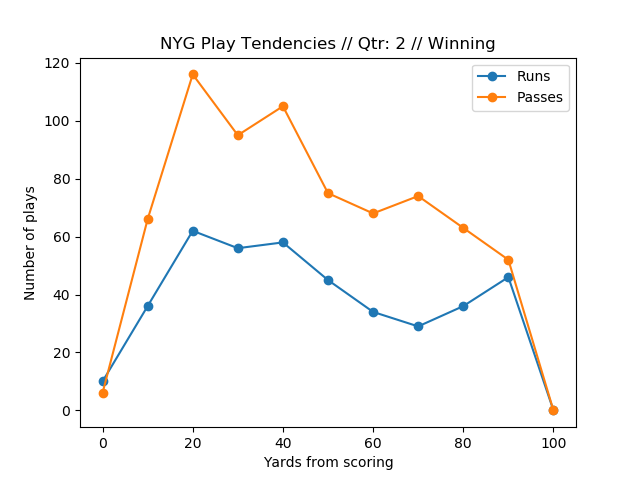 NYG Play Tendencies // Qtr: 2 // Winning
Runs
Passes
Number of plays
120
100
80
60
40
20
0
0 20 40 60 80 100
Yards from scoring